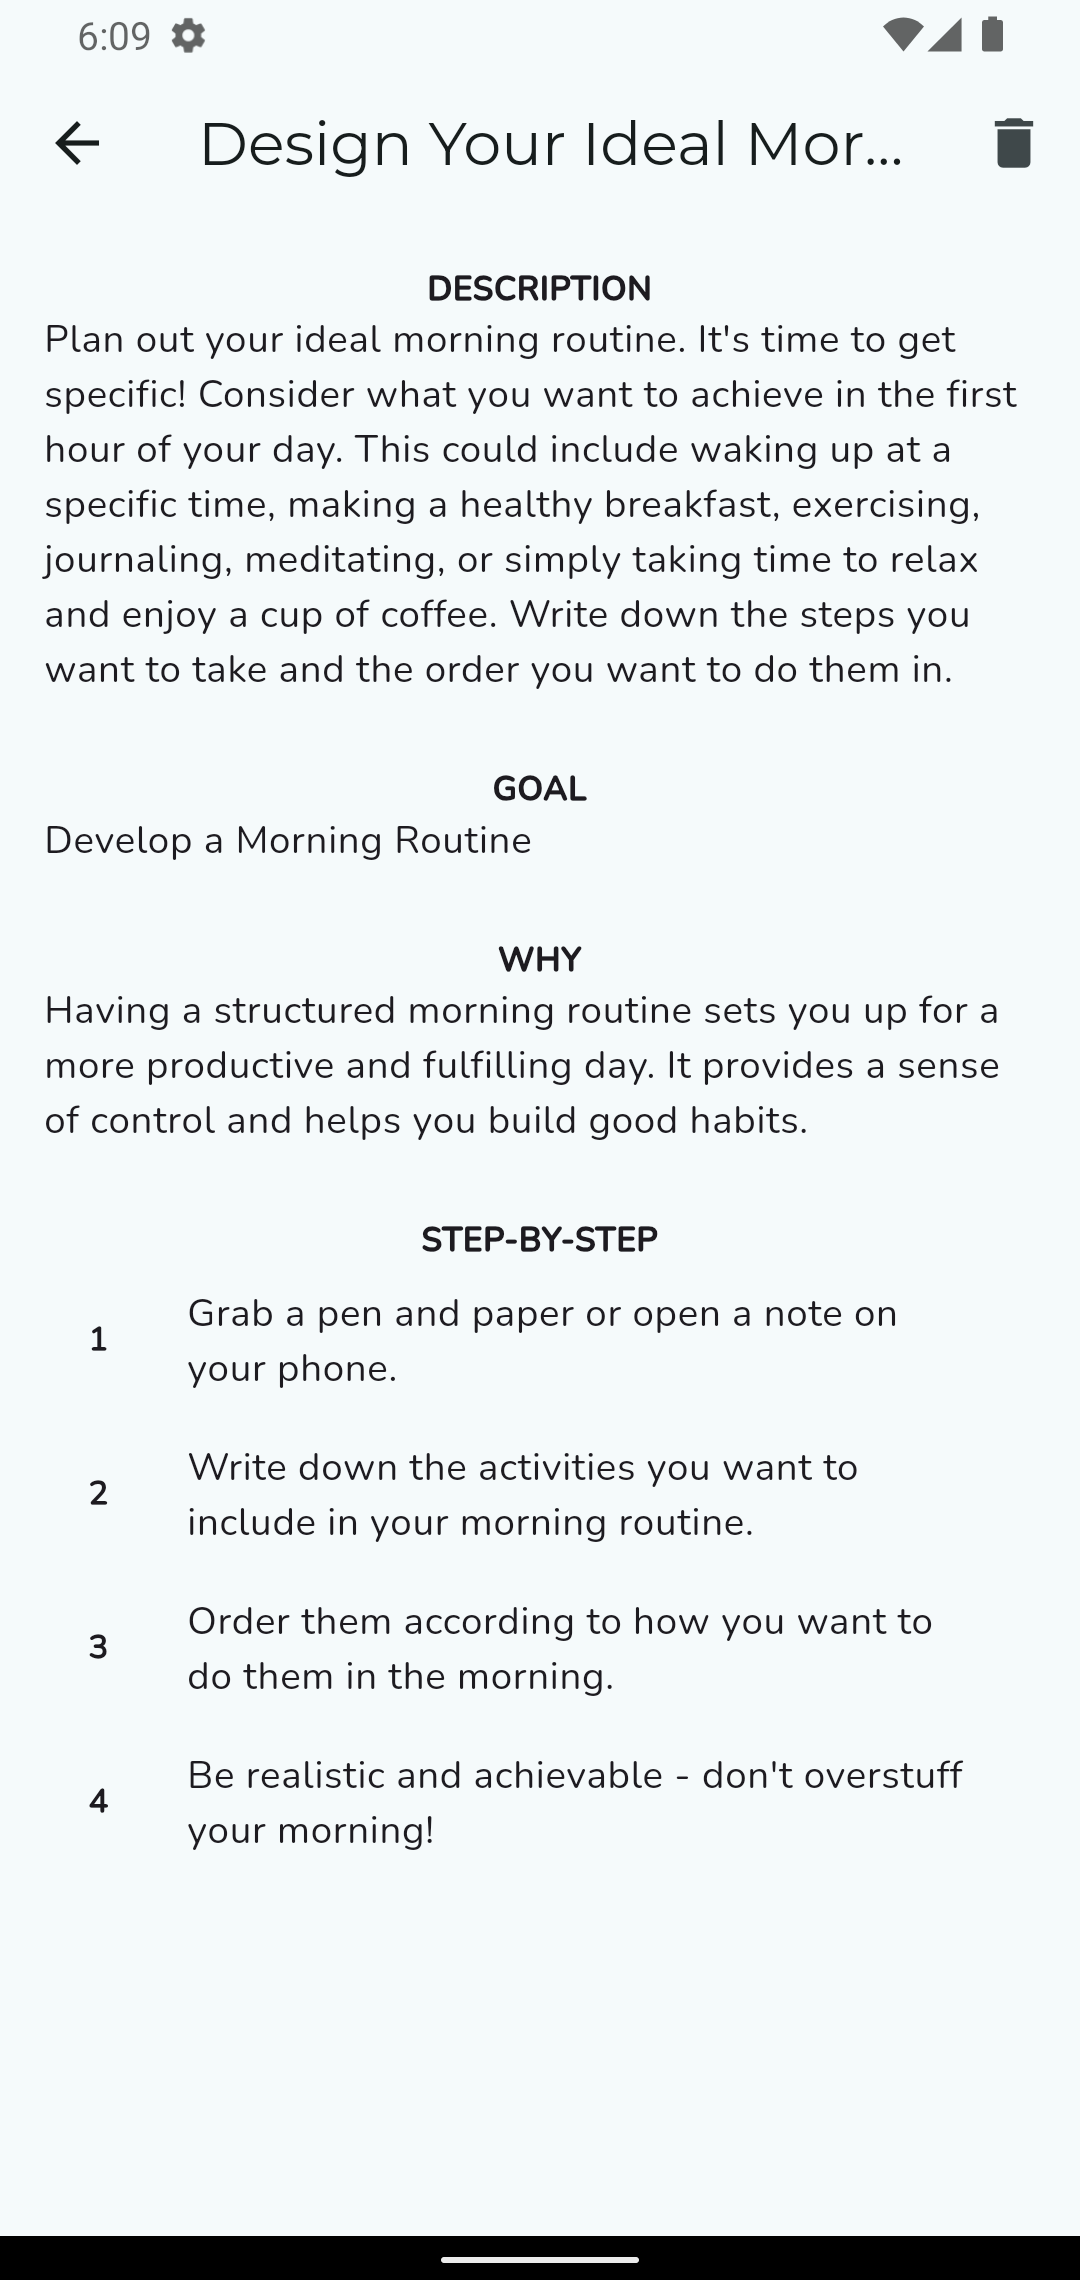 6:09
Design Your Ideal Mor...
DESCRIPTION
Plan out your ideal morning routine. It's time to get
specific! Consider what you want to achieve in the first
hour of your day. This could include waking up at a
specific time, making a healthy breakfast, exercising,
journaling, meditating, or simply taking time to relax
and enjoy a cup of coffee. Write down the steps you
want to take and the order you want to do them in.
GOAL
Develop a Morning Routine
WHY
Having a structured morning routine sets you up for a
more productive and fulfilling day. It provides a sense
of control and helps you build good habits.
STEP-BY-STEP
1
Grab a pen and paper or open a note on
your phone.
2
Write down the activities you want to
include in your morning routine.
3
Order them according to how you want to
do them in the morning.
4
Be realistic and achievable - don't overstuff
your morning!